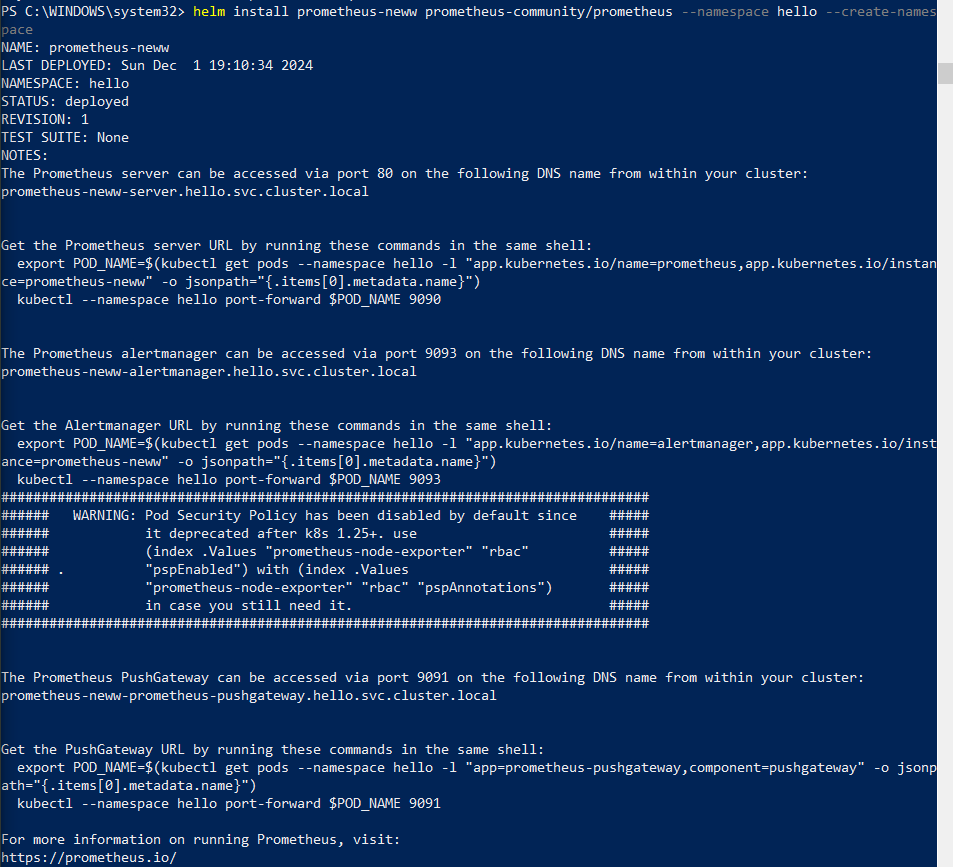 PS C:\WINDOWS\system32> helm install prometheus-neww prometheus-community/prometheus --namespace hello --create-names
pace
NAME: prometheus-neww
LAST DEPLOYED: Sun Dec  1 19:10:34 2024
NAMESPACE: hello
STATUS: deployed
REVISION: 1
TEST SUITE: None
NOTES:
The Prometheus server can be accessed via port 80 on the following DNS name from within your cluster:
prometheus-neww-server.hello.svc.cluster.local
Get the Prometheus server URL by running these commands in the same shell:
  export POD_NAME=$(kubectl get pods --namespace hello -l "app.kubernetes.io/name=prometheus,app.kubernetes.io/instan
ce=prometheus-neww" -o jsonpath="{.items[0].metadata.name}")
  kubectl --namespace hello port-forward $POD_NAME 9090
The Prometheus alertmanager can be accessed via port 9093 on the following DNS name from within your cluster:
prometheus-neww-alertmanager.hello.svc.cluster.local
Get the Alertmanager URL by running these commands in the same shell:
  export POD_NAME=$(kubectl get pods --namespace hello -l "app.kubernetes.io/name=alertmanager,app.kubernetes.io/inst
ance=prometheus-neww" -o jsonpath="{.items[0].metadata.name}")
  kubectl --namespace hello port-forward $POD_NAME 9093
#################################################################################
######   WARNING: Pod Security Policy has been disabled by default since    #####
######            it deprecated after k8s 1.25+. use                        #####
######            (index .Values "prometheus-node-exporter" "rbac"          #####
###### .          "pspEnabled") with (index .Values                         #####
######            "prometheus-node-exporter" "rbac" "pspAnnotations")       #####
######            in case you still need it.                                #####
#################################################################################
The Prometheus PushGateway can be accessed via port 9091 on the following DNS name from within your cluster:
prometheus-neww-prometheus-pushgateway.hello.svc.cluster.local
Get the PushGateway URL by running these commands in the same shell:
  export POD_NAME=$(kubectl get pods --namespace hello -l "app=prometheus-pushgateway,component=pushgateway" -o jsonp
ath="{.items[0].metadata.name}")
  kubectl --namespace hello port-forward $POD_NAME 9091
For more information on running Prometheus, visit:
https://prometheus.io/